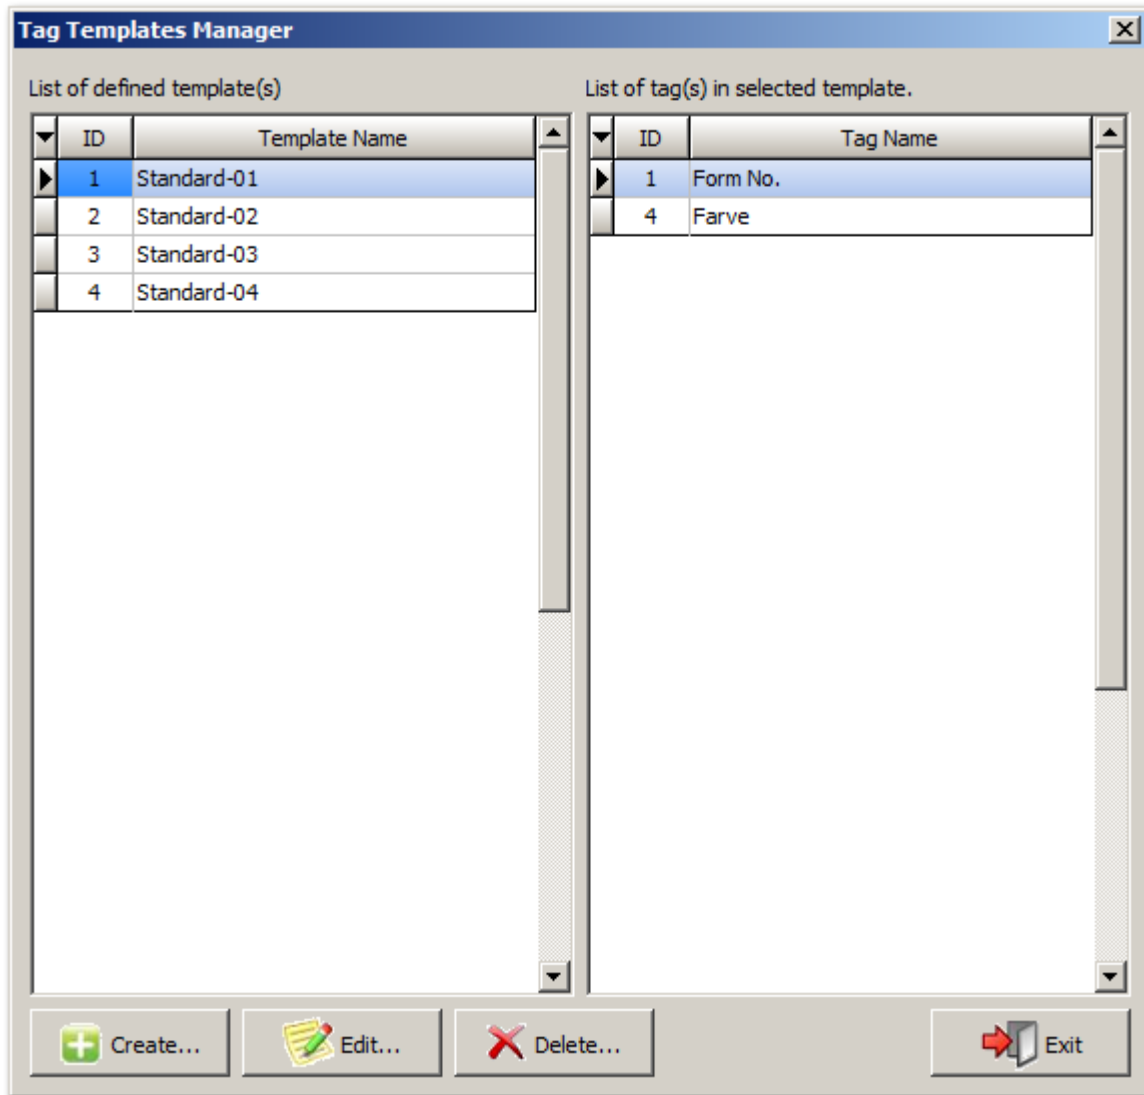 Tag Templates Manager
List of defined template(s)
ID Template Name
1 Standard-01
2 Standard-02
3 Standard-03
4 Standard-04
List of tag(s) in selected template.
ID Tag Name
1 Form No.
4 Farve
Create...
Edit...
Delete...
Exit